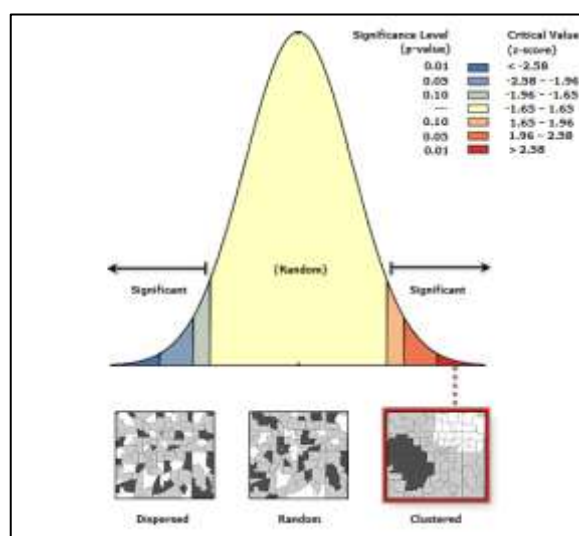 Significance Level Critical Value
(p-value) (z-score)
0.01 < -2.58
0.05 -2.58 - -1.96
0.10 -1.96 - -1.65
--- -1.65 - 1.65
0.10 1.65 - 1.96
0.05 1.96 - 2.58
0.01 > 2.58
(Random)
Significant Significant
Dispersed Random Clustered